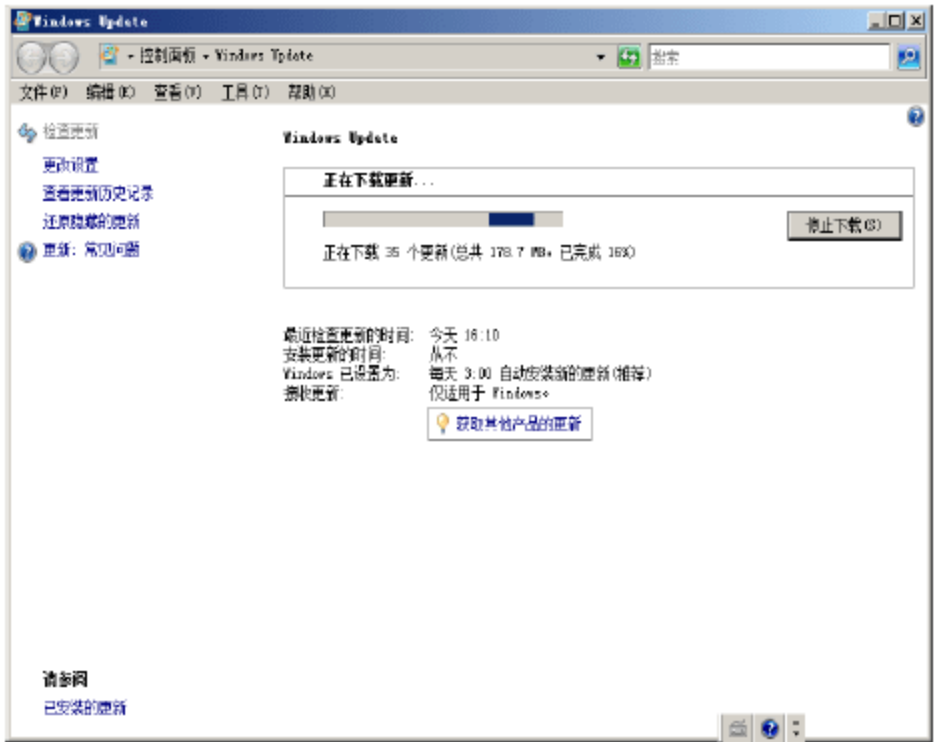 Windows Update
控制面板 Windows Update
搜索
文件(F) 编辑(E) 查看(V) 工具(T) 帮助(H)
检查更新
更改设置
查看更新历史记录
还原隐藏的更新
更新: 常见问题
Windows Update
正在下载更新...
停止下载(S)
正在下载 35 个更新(总共 178.7 MB，已完成 16%)
最近检查更新的时间: 今天 16:10
安装更新的时间: 从不
Windows 已设置为: 每天 3:00 自动安装新的更新(推荐)
接收更新: 仅适用于 Windows。
获取其他产品的更新
请参阅
已安装的更新